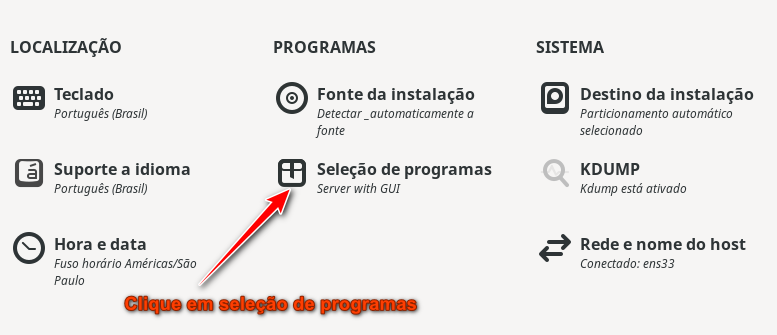 LOCALIZAÇÃO
Teclado
Português (Brasil)
Suporte a idioma
Português (Brasil)
Hora e data
Fuso horário Américas/São
Paulo
PROGRAMAS
Fonte da instalação
Detectar _automaticamente a
fonte
Seleção de programas
Server with GUI
SISTEMA
Destino da instalação
Particionamento automático
selecionado
KDUMP
Kdump está ativado
Rede e nome do host
Conectado: ens33
Clique em seleção de programas